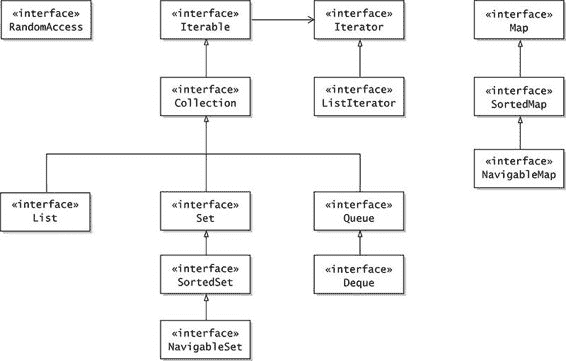 «interface»
RandomAccess
«interface»
Iterable
«interface»
Iterator
«interface»
Map
«interface»
Collection
«interface»
ListIterator
«interface»
SortedMap
«interface»
NavigableMap
«interface»
List
«interface»
Set
«interface»
Queue
«interface»
SortedSet
«interface»
Deque
«interface»
NavigableSet